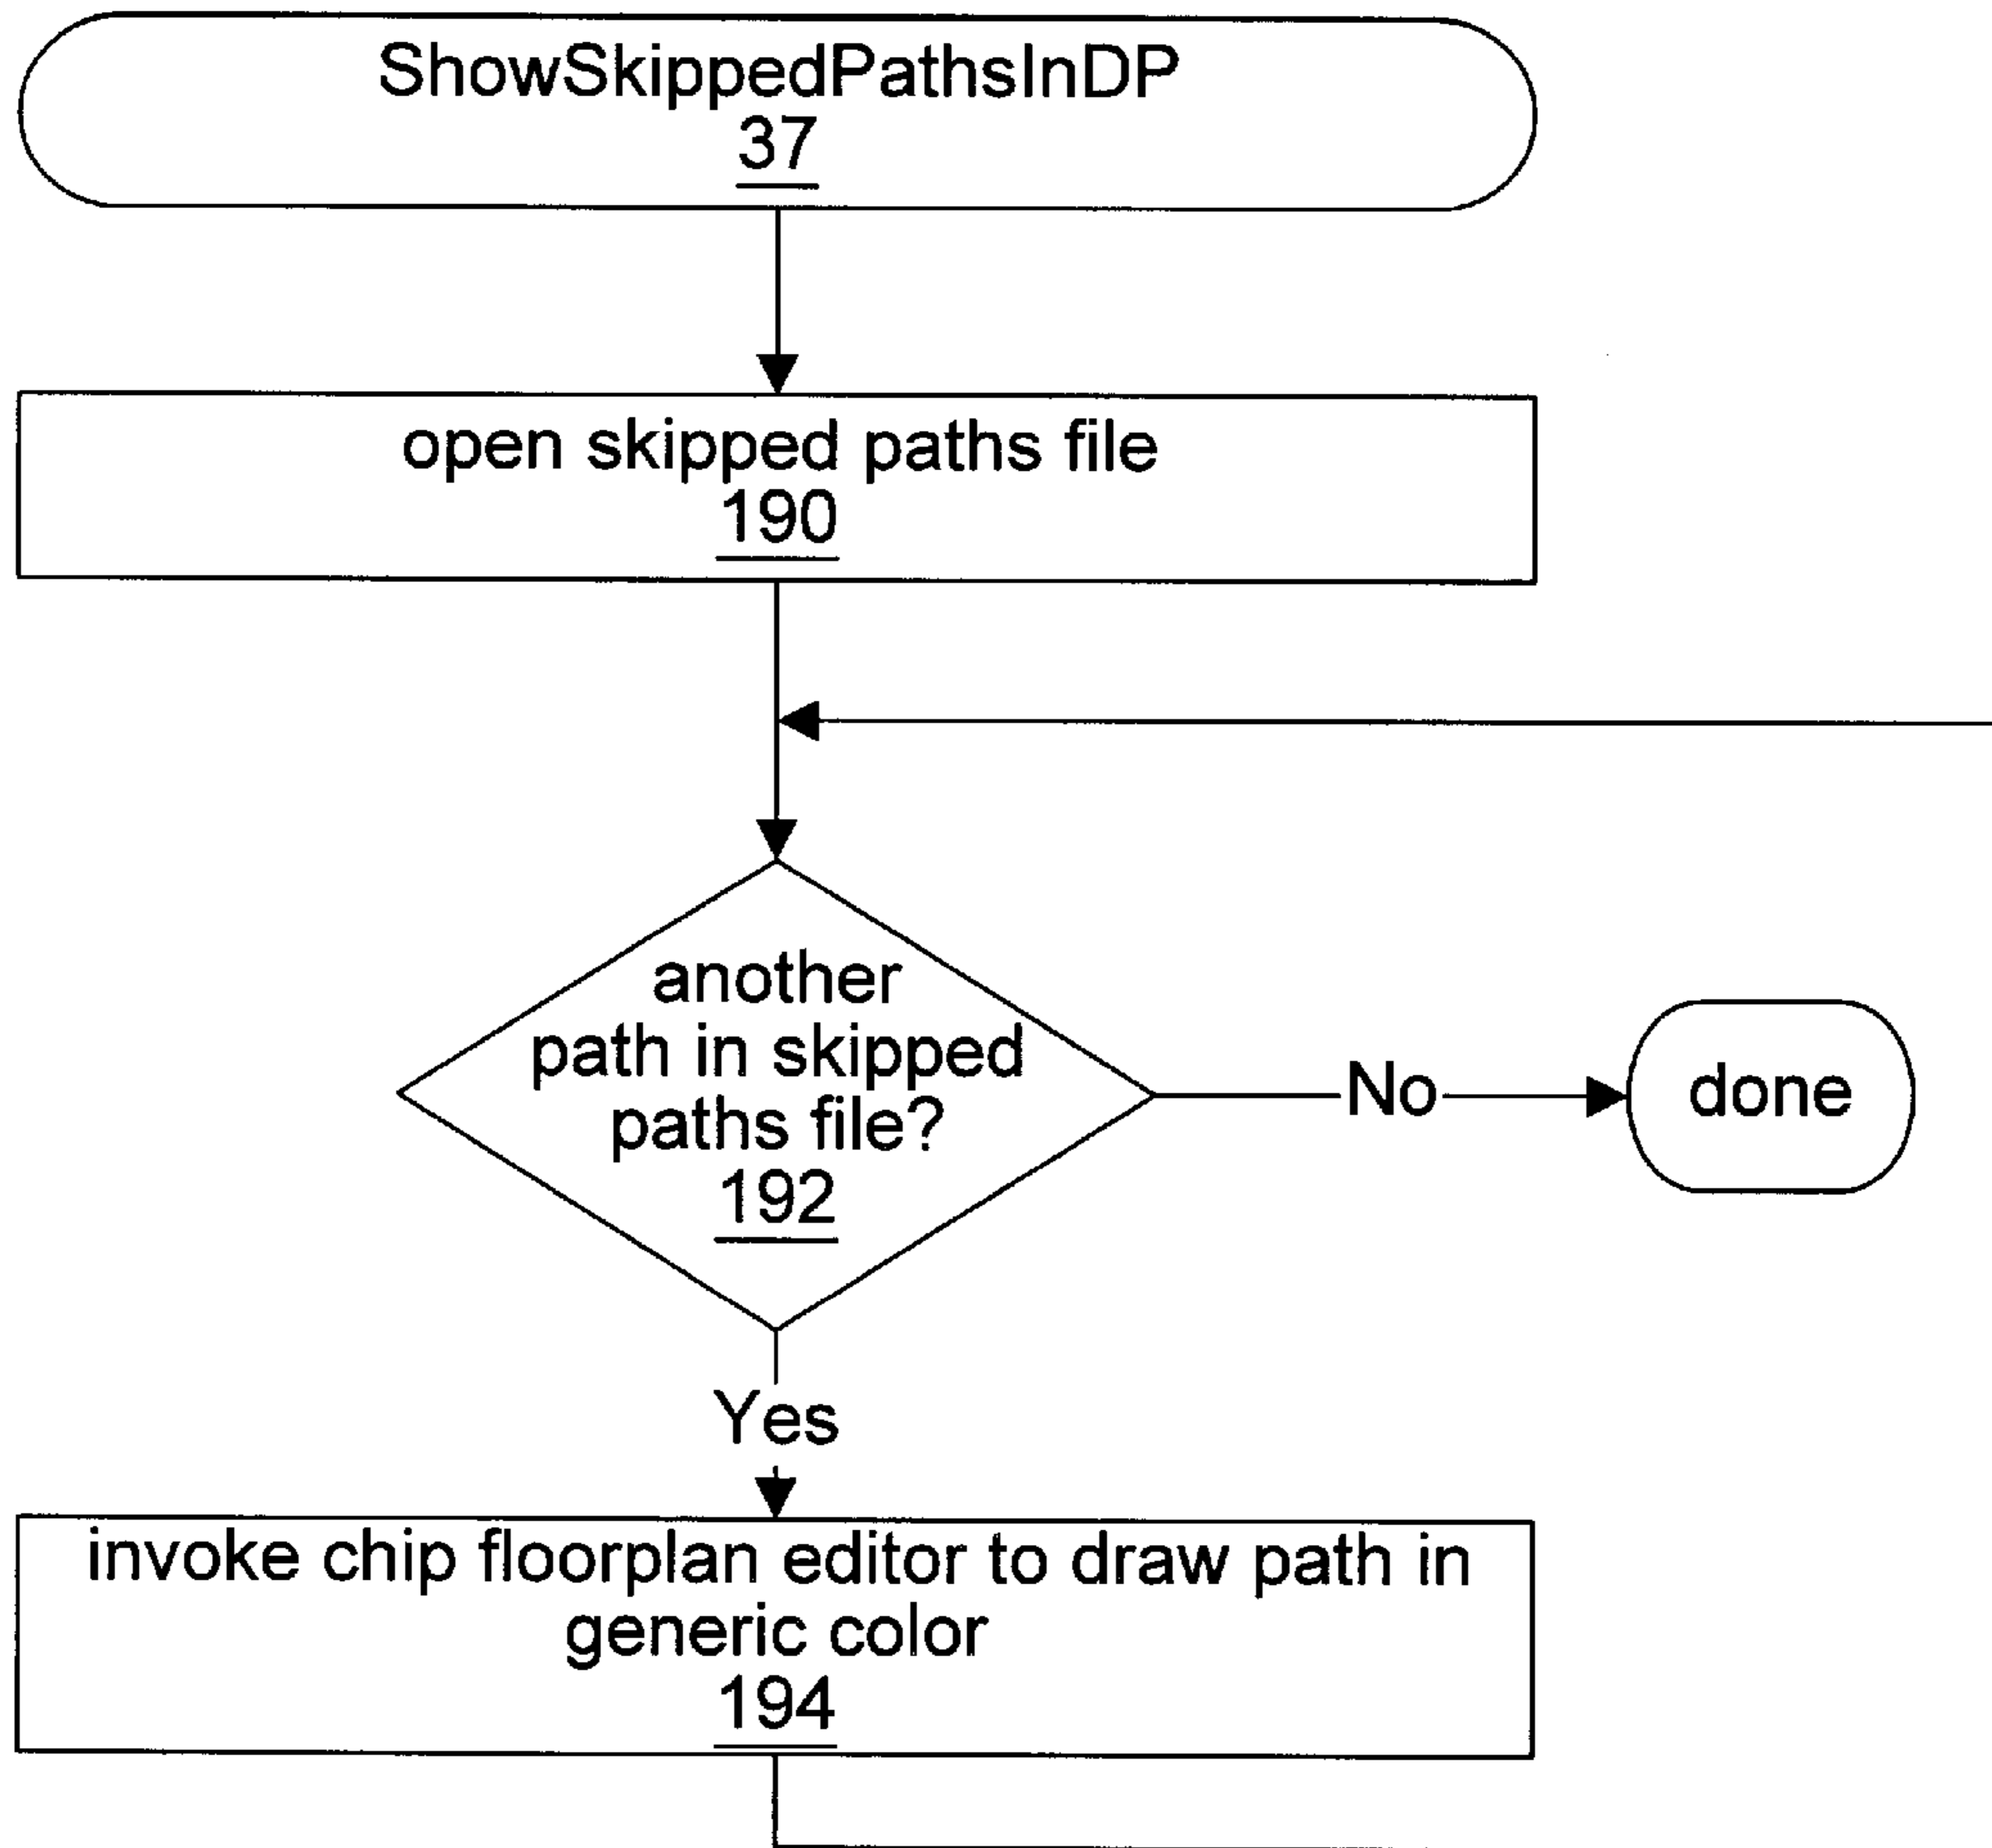 ShowSkippedPathsInDP
37
open skipped paths file
190
another
path in skipped
paths file?
192
No
done
Yes
invoke chip floorplan editor to draw path in
generic color
194